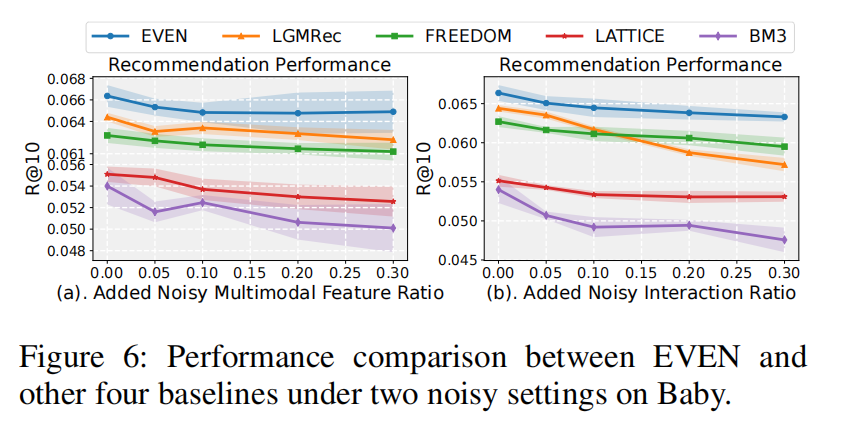 EVEN LGMRec FREEDOM LATTICE BM3
Recommendation Performance
0.068
0.066
0.064
0.061
0.056
0.054
0.052
0.050
0.048
R@10
0.00 0.05 0.10 0.15 0.20 0.25 0.30
(a). Added Noisy Multimodal Feature Ratio
Recommendation Performance
0.065
0.060
0.055
0.050
0.045
R@10
0.00 0.05 0.10 0.15 0.20 0.25 0.30
(b). Added Noisy Interaction Ratio
Figure 6: Performance comparison between EVEN and
other four baselines under two noisy settings on Baby.